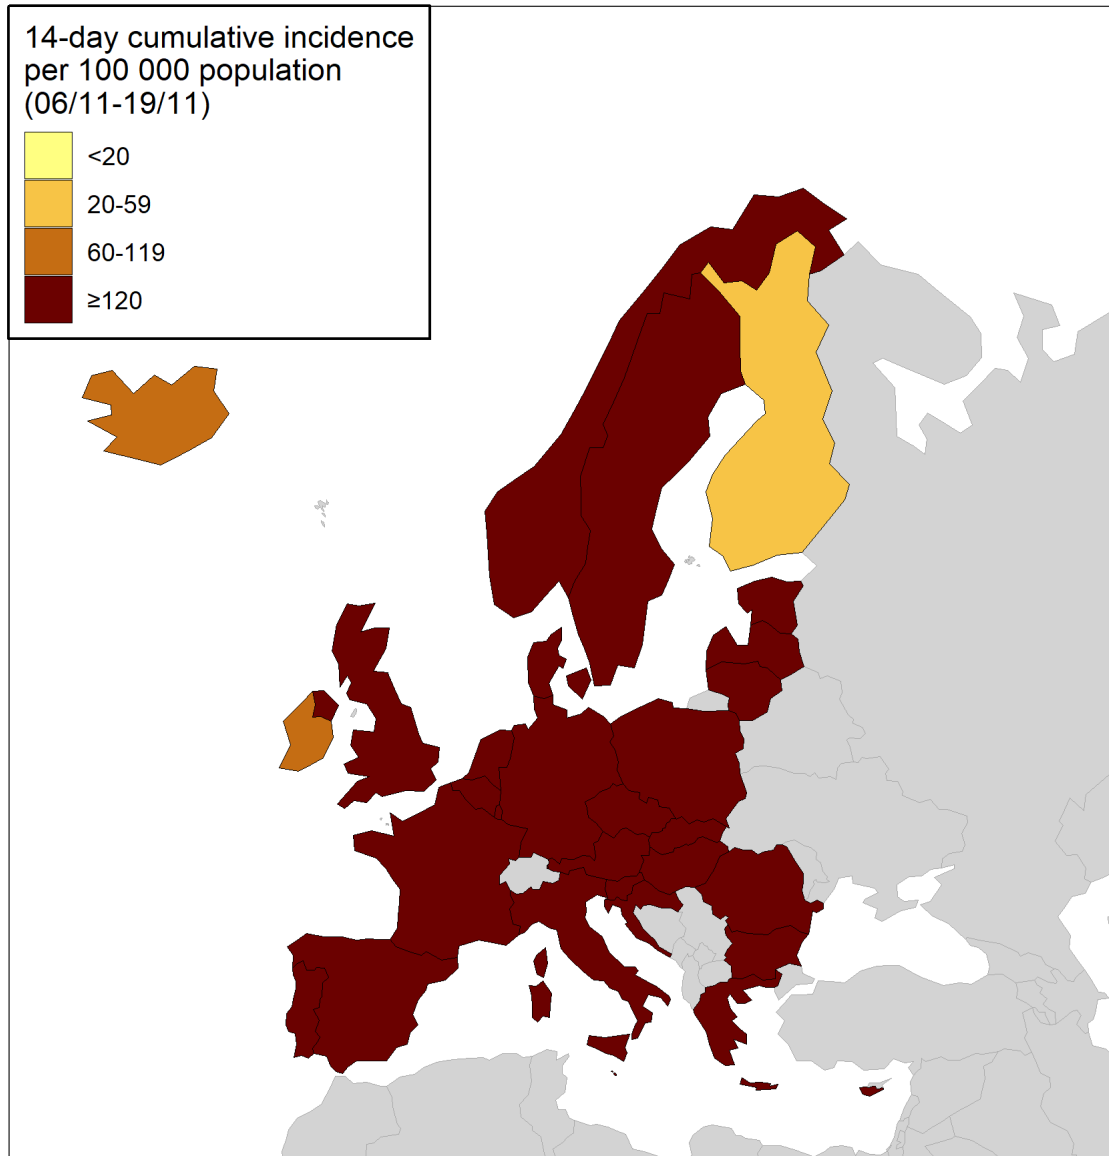 14-day cumulative incidence
per 100 000 population
(06/11-19/11)
<20
20-59
60-119
≥120